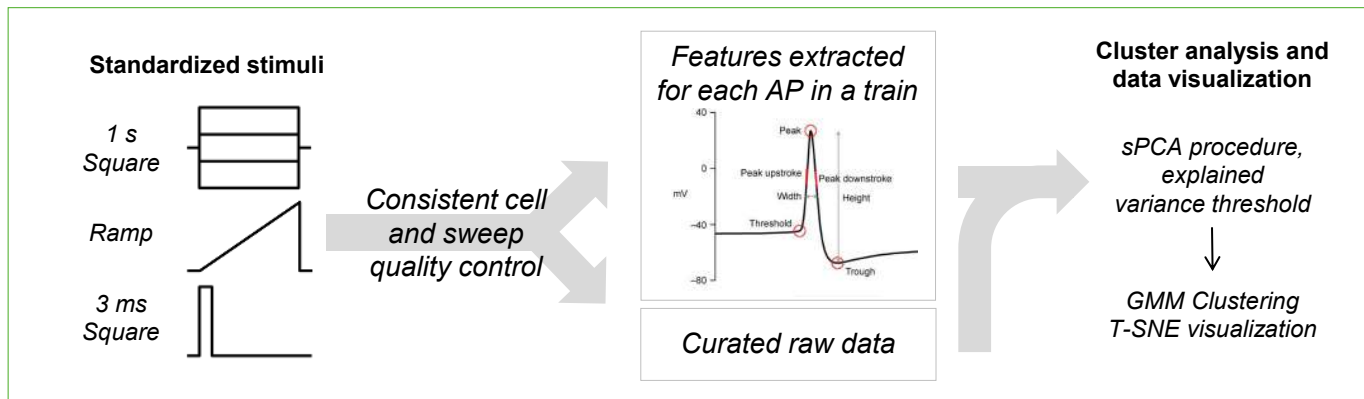 Standardized stimuli
1 s
Square
Ramp
3 ms
Square
Consistent cell
and sweep
quality control
Features extracted
for each AP in a train
40
0
mV
–40
–80
Peak
Peak upstroke
Peak downstroke
Width
Height
Threshold
Trough
Curated raw data
Cluster analysis and
data visualization
sPCA procedure,
explained
variance threshold
GMM Clustering
T-SNE visualization